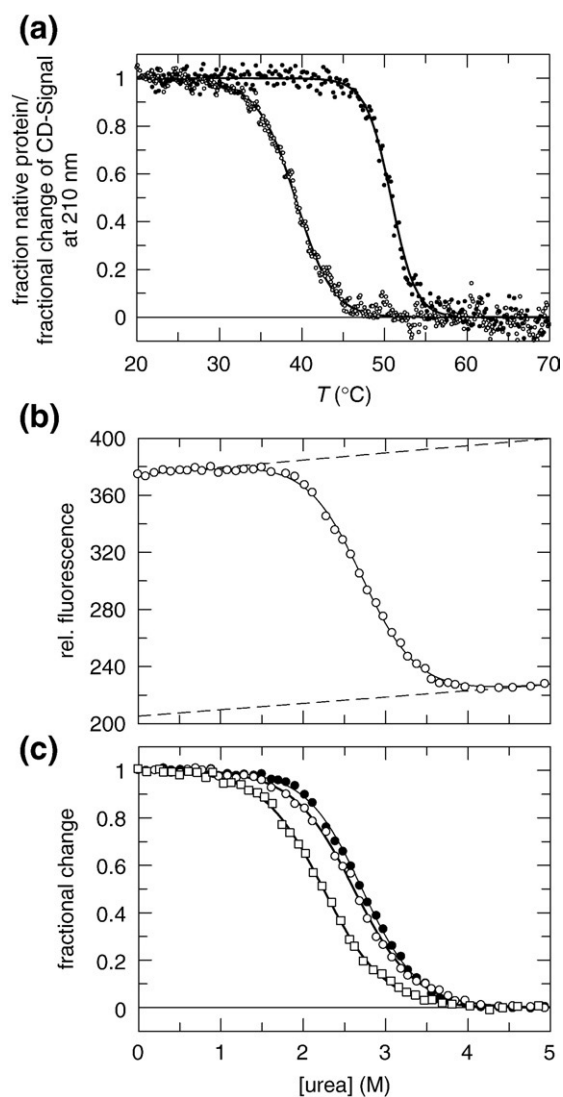 (a)
fraction native protein/
fractional change of CD-Signal
at 210 nm
1
0.8
0.6
0.4
0.2
0
20 30 40 50 60 70
T (°C)
(b)
rel. fluorescence
400
360
320
280
240
200
(c)
fractional change
1
0.8
0.6
0.4
0.2
0
0 1 2 3 4 5
[urea] (M)